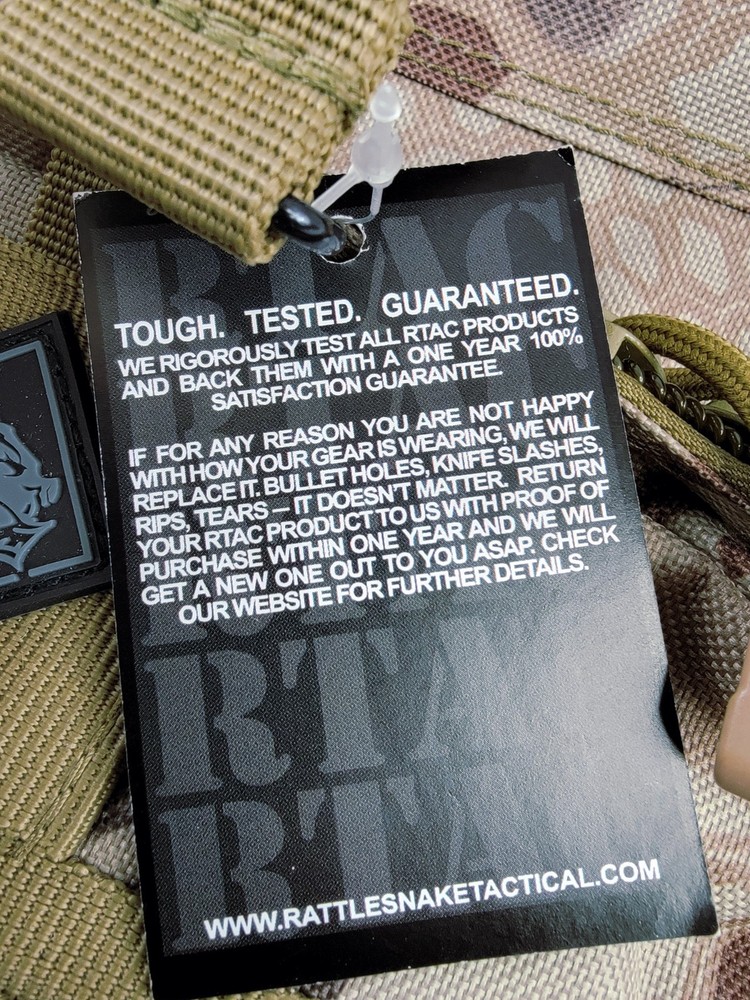 RTAC
TOUGH. TESTED. GUARANTEED.
WE RIGOROUSLY TEST ALL RTAC PRODUCTS
AND BACK THEM WITH A ONE YEAR 100%
SATISFACTION GUARANTEE.
IF FOR ANY REASON YOU ARE NOT HAPPY
WITH HOW YOUR GEAR IS WEARING, WE WILL
REPLACE IT. BULLET HOLES, KNIFE SLASHES,
RIPS, TEARS – IT DOESN'T MATTER. RETURN
YOUR RTAC PRODUCT TO US WITH PROOF OF
PURCHASE WITHIN ONE YEAR AND WE WILL
GET A NEW ONE OUT TO YOU ASAP. CHECK
OUR WEBSITE FOR FURTHER DETAILS.
RTAC
RTAC
WWW.RATTLESNAKETACTICAL.COM